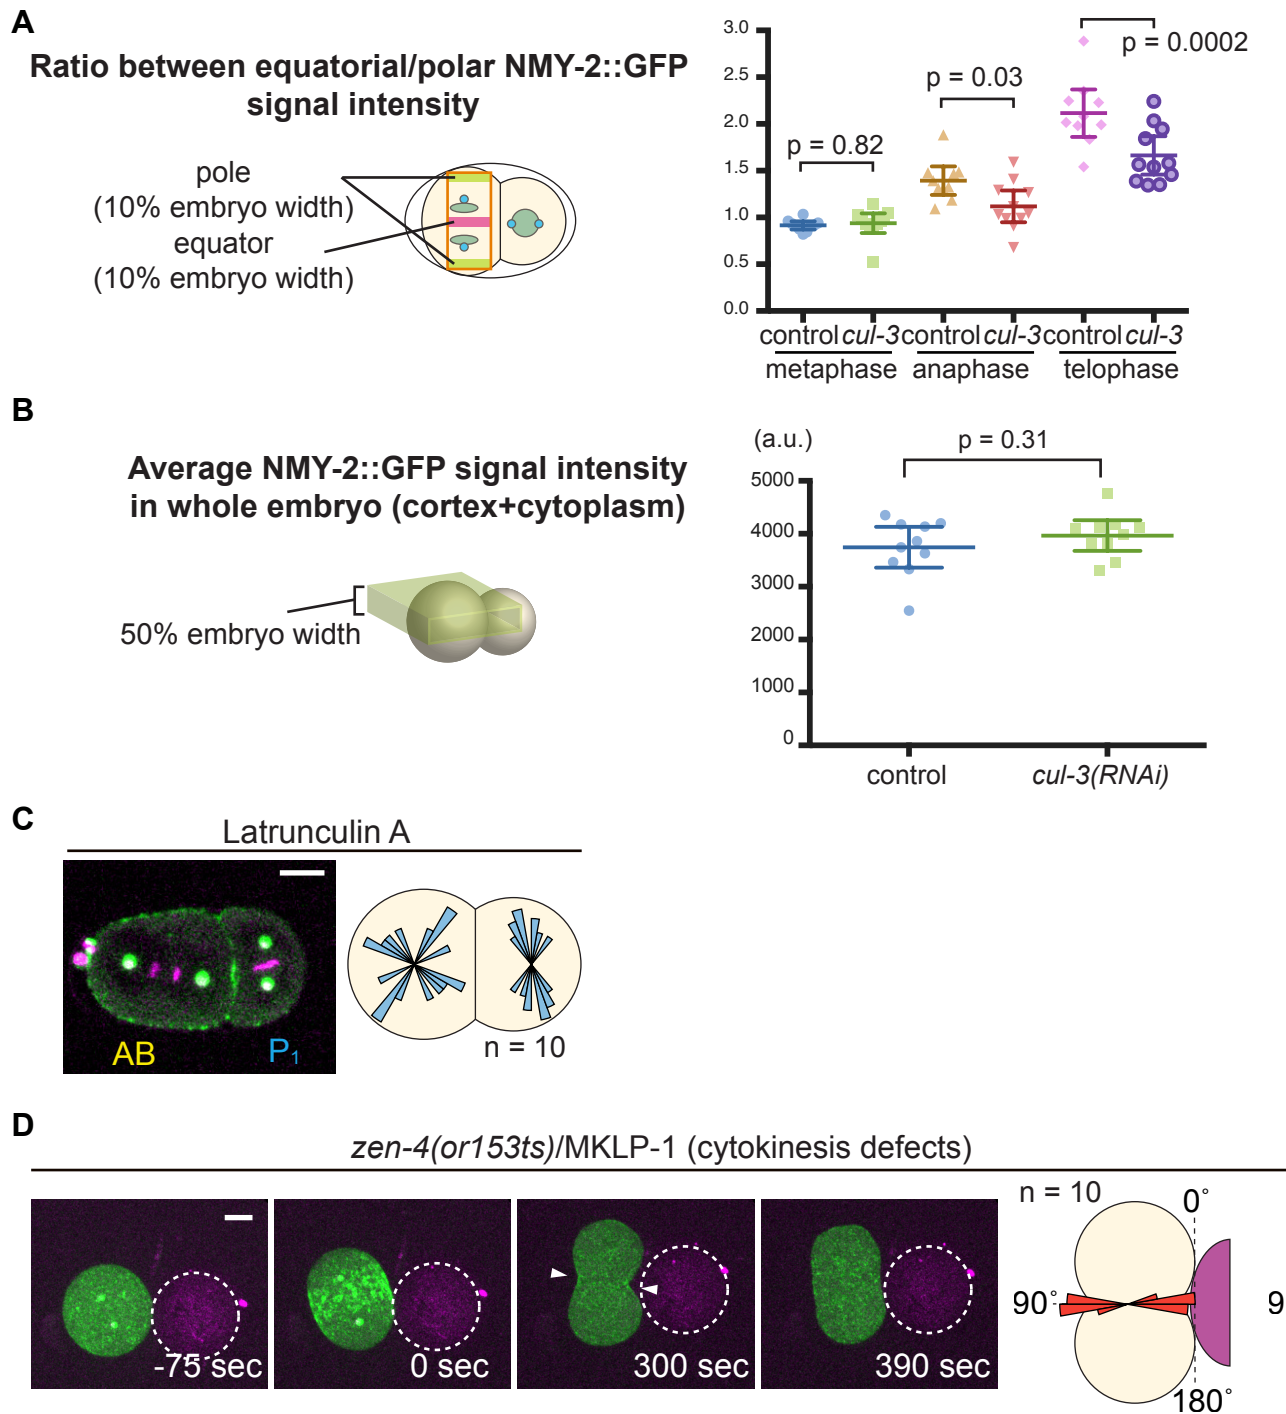 A
Ratio between equatorial/polar NMY-2::GFP
signal intensity
pole
(10% embryo width)
equator
(10% embryo width)
3.0
2.5
2.0
1.5
1.0
0.5
0.0
p = 0.82
p = 0.03
p = 0.0002
control cul-3 control cul-3 control cul-3
metaphase anaphase telophase
B
Average NMY-2::GFP signal intensity
in whole embryo (cortex+cytoplasm)
50% embryo width
(a.u.)
p = 0.31
5000
4000
3000
2000
1000
0
control cul-3(RNAi)
C
Latrunculin A
AB
P₁
n = 10
D
zen-4(or153ts)/MKLP-1 (cytokinesis defects)
-75 sec
0 sec
300 sec
390 sec
n = 10
0°
90°
9
180°